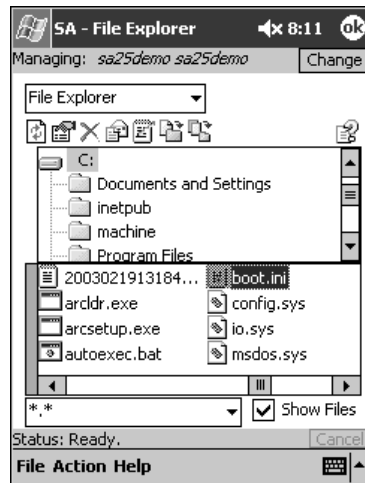 SA - File Explorer 8:11 ok
Managing: sa25demo sa25demo Change
File Explorer
C:
Documents and Settings
inetpub
machine
Program Files
2003021913184... boot.ini
arcldr.exe config.sys
arcsetup.exe io.sys
autoexec.bat msdos.sys
*.* Show Files
Status: Ready. Cancel
File Action Help